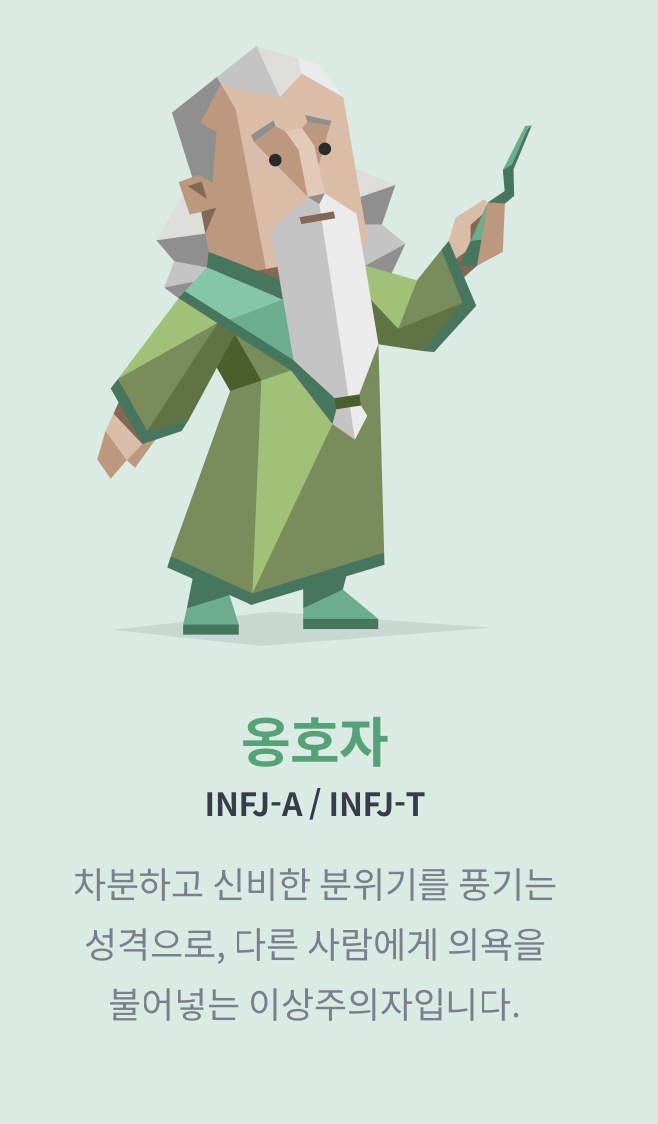 옹호자
INFJ-A / INFJ-T
차분하고 신비한 분위기를 풍기는
성격으로, 다른 사람에게 의욕을
불어넣는 이상주의자입니다.